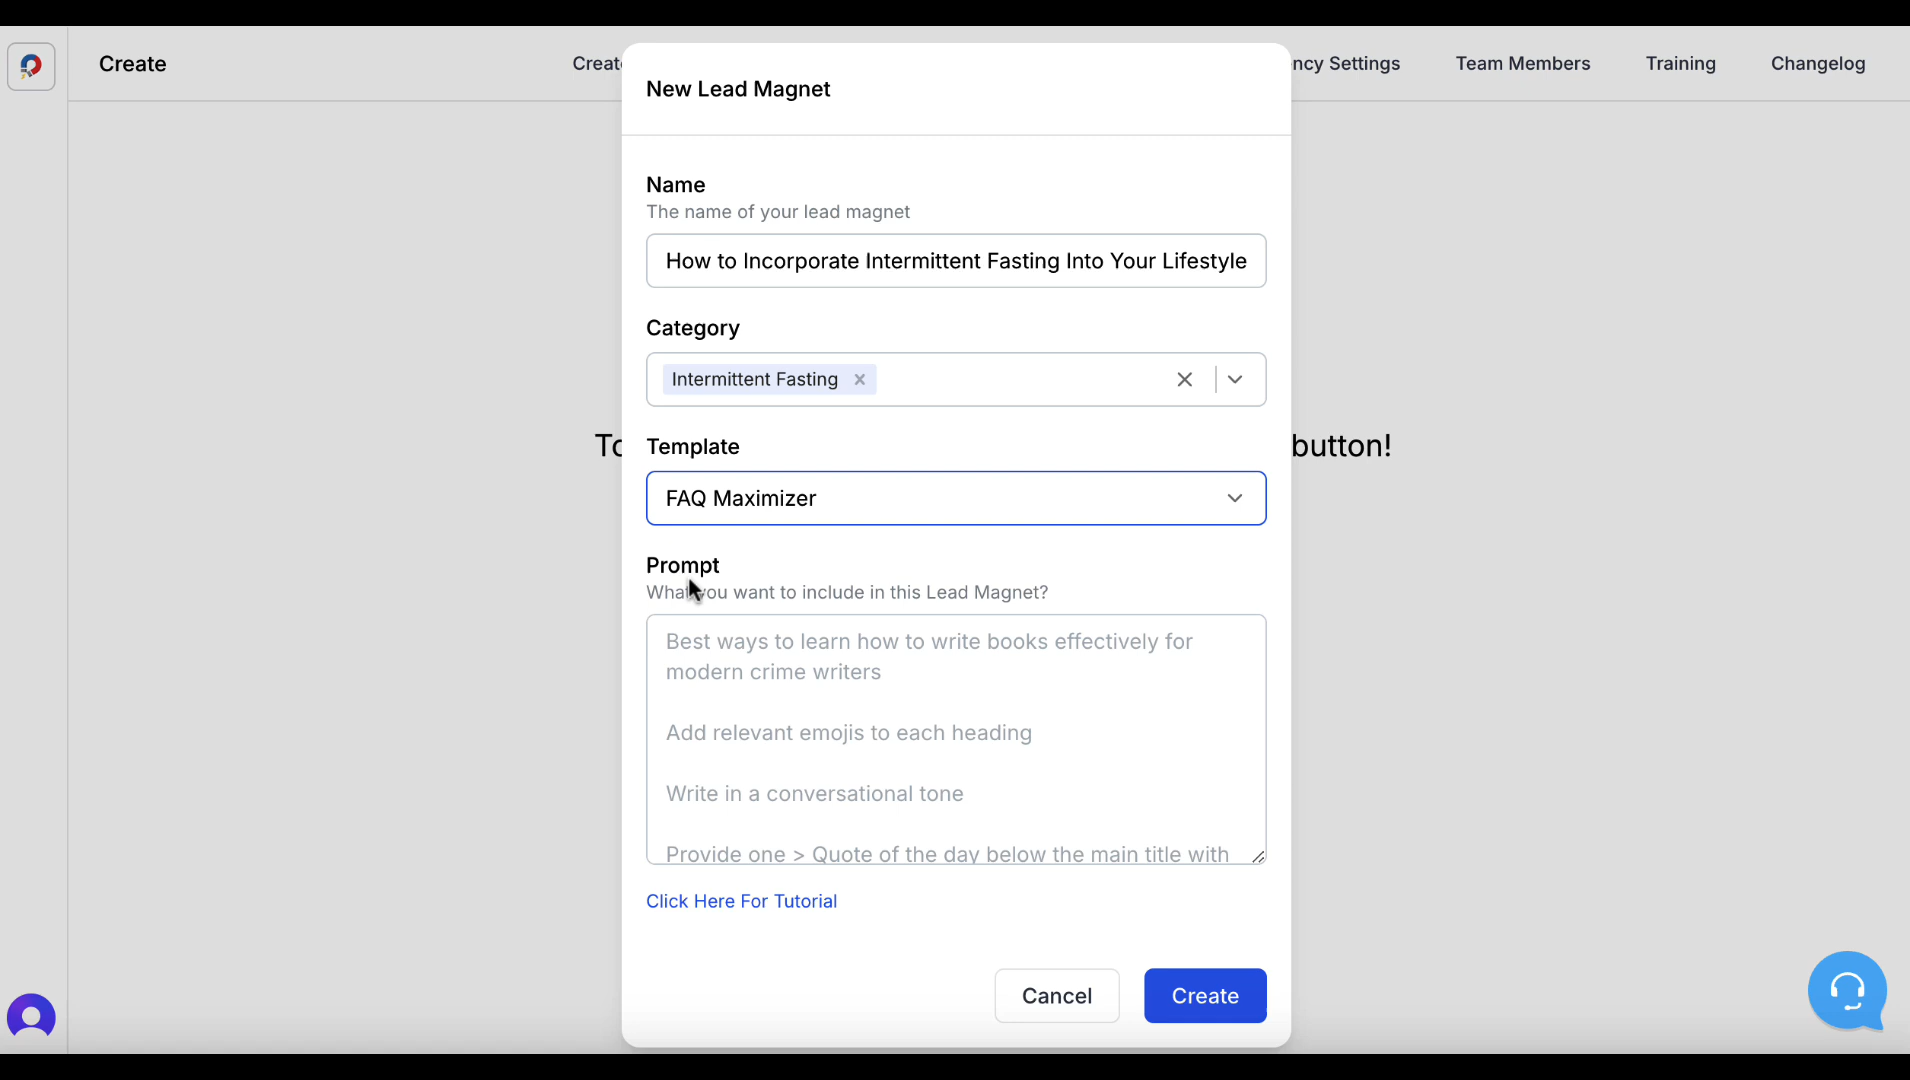 Create
Create
ncy Settings
Team Members
Training
Changelog
New Lead Magnet
Name
The name of your lead magnet
How to Incorporate Intermittent Fasting Into Your Lifestyle
Category
Intermittent Fasting
To
button!
Template
FAQ Maximizer
Prompt
What you want to include in this Lead Magnet?
Best ways to learn how to write books effectively for
modern crime writers
Add relevant emojis to each heading
Write in a conversational tone
Provide one > Quote of the day below the main title with
Click Here For Tutorial
Cancel
Create